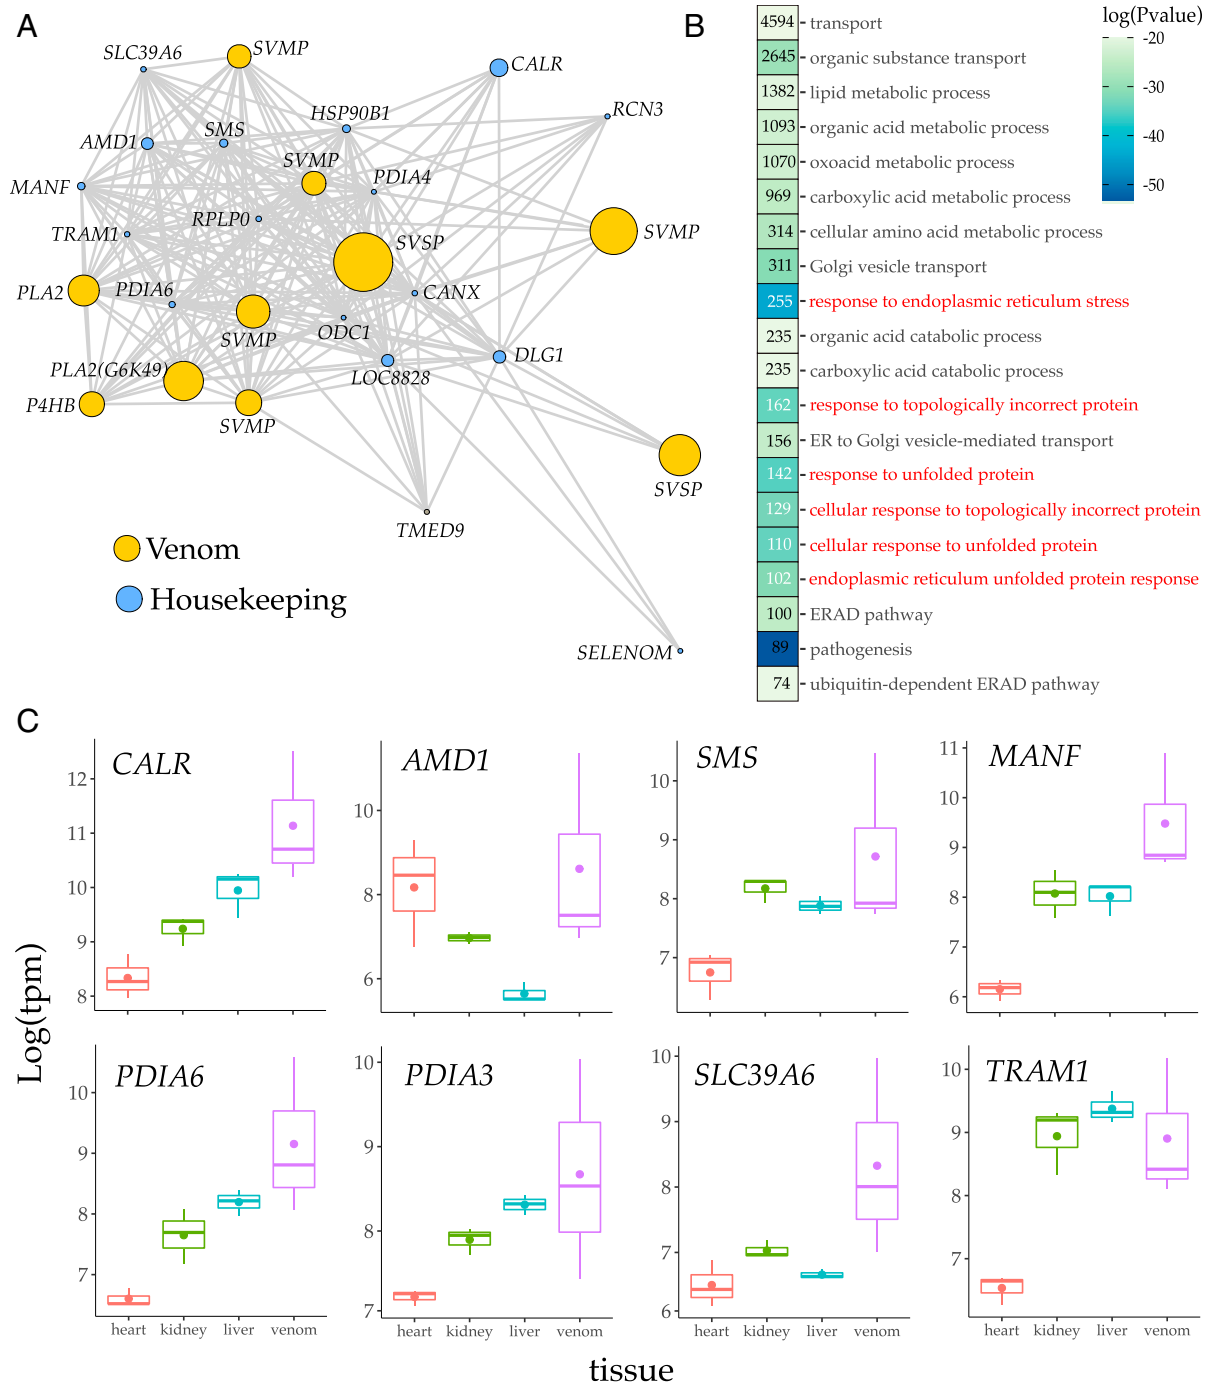 A
SLC39A6
SVMP
CALR
RCN3
HSP90B1
AMD1
SMS
SVMP
PDIA4
MANF
RPLP0
TRAM1
SVSP
SVMP
PLA2
PDIA6
CANX
SVMP
ODC1
DLG1
PLA2(G6K49)
LOC8828
P4HB
SVMP
SVSP
TMED9
Venom
Housekeeping
SELENOM
B
log(Pvalue)
-20
-30
-40
-50
4594 transport
2645 organic substance transport
1382 lipid metabolic process
1093 organic acid metabolic process
1070 oxoacid metabolic process
969 carboxylic acid metabolic process
314 cellular amino acid metabolic process
311 Golgi vesicle transport
255 response to endoplasmic reticulum stress
235 organic acid catabolic process
235 carboxylic acid catabolic process
162 response to topologically incorrect protein
156 ER to Golgi vesicle-mediated transport
142 response to unfolded protein
129 cellular response to topologically incorrect protein
110 cellular response to unfolded protein
102 endoplasmic reticulum unfolded protein response
100 ERAD pathway
89 pathogenesis
74 ubiquitin-dependent ERAD pathway
C
Log(tpm)
CALR
12
11
10
9
8
AMD1
10
8
6
SMS
10
9
8
7
MANF
11
10
9
8
7
6
PDIA6
10
9
8
7
heart kidney liver venom
PDIA3
10
9
8
7
heart kidney liver venom
SLC39A6
10
9
8
7
6
heart kidney liver venom
TRAM1
10
9
8
7
heart kidney liver venom
tissue